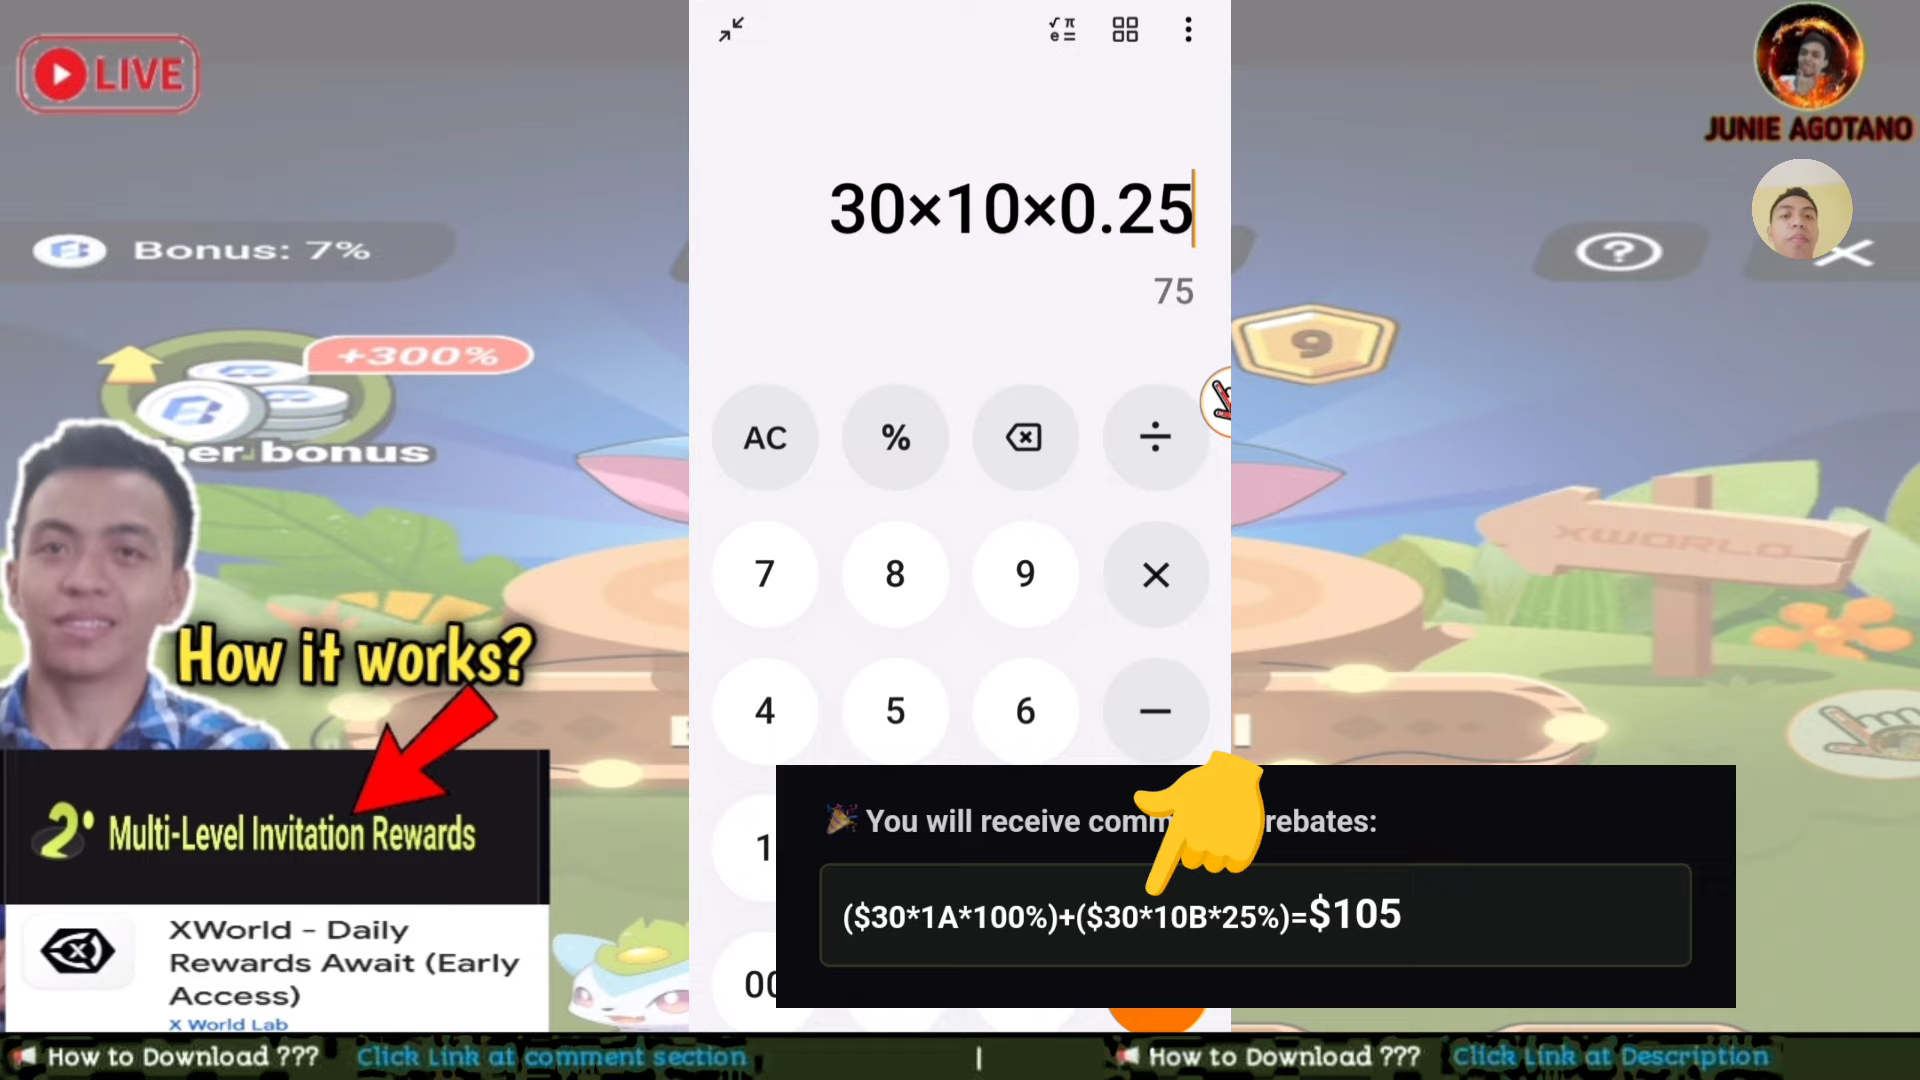 LIVE
JUNIE AGOTANO
Bonus: 7%
+300%
her bonus
9
XWORLD
√ π
e =
30×10×0.25
75
AC % ÷
7 8 9 ×
4 5 6 −
1
00
How it works?
2.
Multi-Level Invitation Rewards
XWorld - Daily
Rewards Await (Early
Access)
X World Lab
🎉 You will receive rebates:
($30*1A*100%)+($30*10B*25%)=$105
How to Download ??? Click Link at comment section | How to Download ??? Click Link at Description